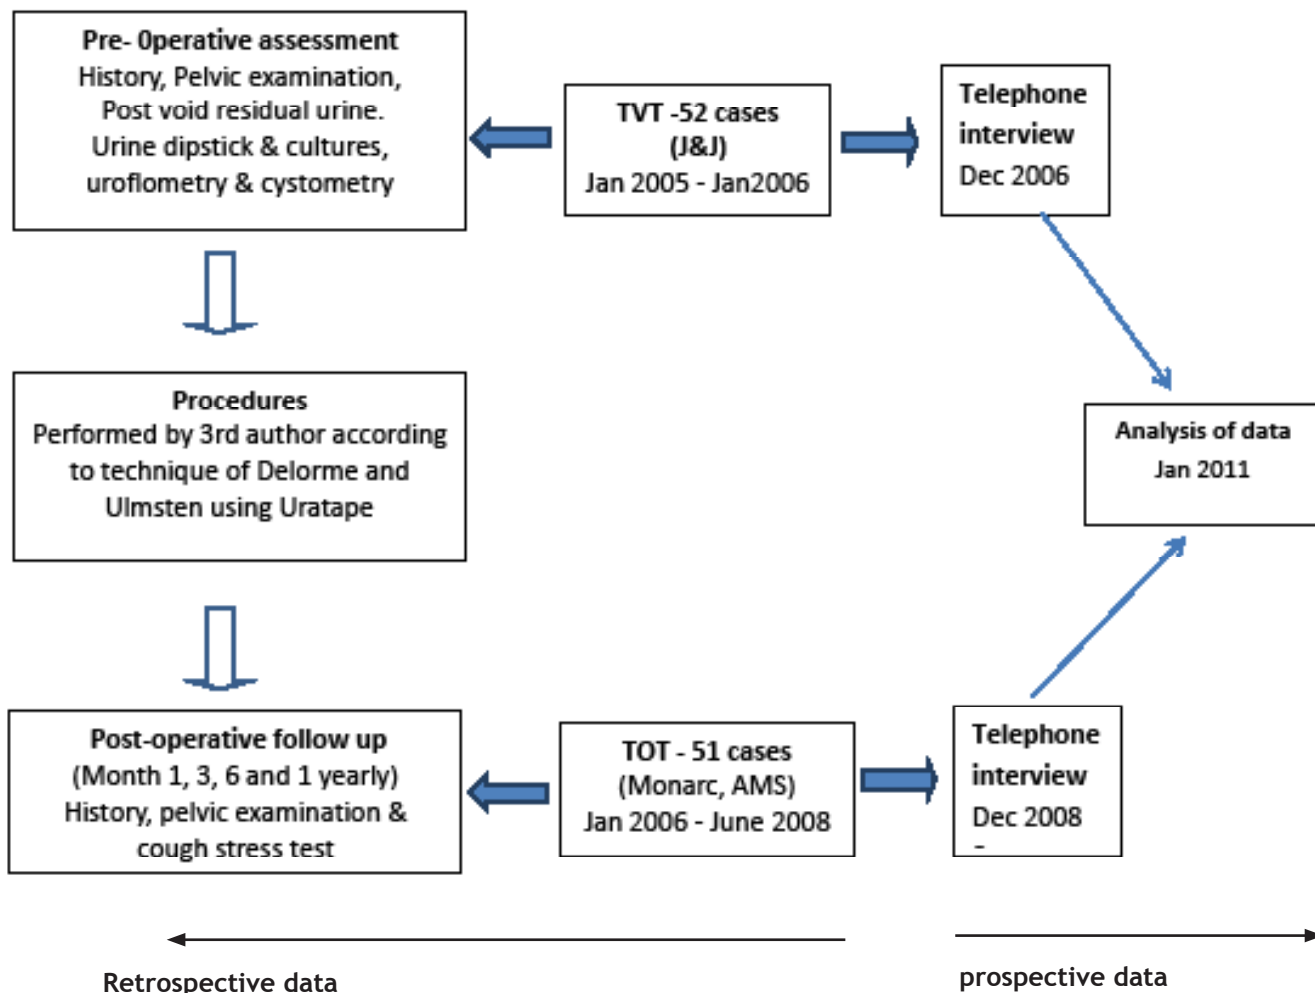 Pre- 0perative assessment
History, Pelvic examination,
Post void residual urine.
Urine dipstick & cultures,
uroflometry & cystometry
TVT -52 cases
(J&J)
Jan 2005 - Jan2006
Telephone
interview
Dec 2006
Procedures
Performed by 3rd author according
to technique of Delorme and
Ulmsten using Uratape
Analysis of data
Jan 2011
Post-operative follow up
(Month 1, 3, 6 and 1 yearly)
History, pelvic examination &
cough stress test
TOT - 51 cases
(Monarc, AMS)
Jan 2006 - June 2008
Telephone
interview
Dec 2008
Retrospective data
prospective data